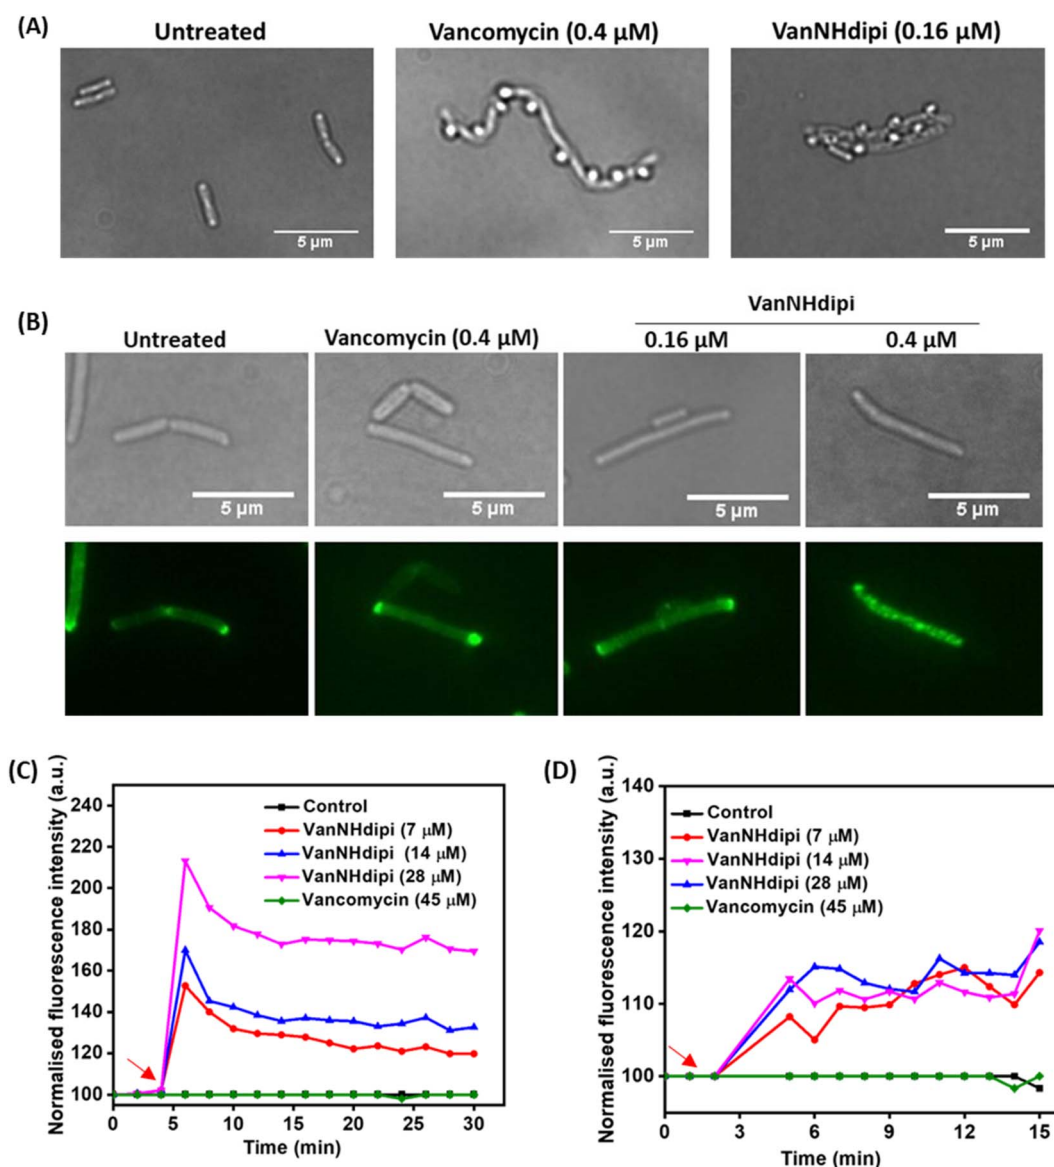 (A)
Untreated
Vancomycin (0.4 µM)
VanNHdipi (0.16 µM)
5 µm
5 µm
5 µm
(B)
VanNHdipi
Untreated
Vancomycin (0.4 µM)
0.16 µM
0.4 µM
5 µm
5 µm
5 µm
5 µm
(C)
Normalised fluorescence intensity (a.u.)
240
220
200
180
160
140
120
100
Control
VanNHdipi (7 µM)
VanNHdipi (14 µM)
VanNHdipi (28 µM)
Vancomycin (45 µM)
0 5 10 15 20 25 30
Time (min)
(D)
Normalised fluorescence intensity (a.u.)
140
130
120
110
100
Control
VanNHdipi (7 µM)
VanNHdipi (14 µM)
VanNHdipi (28 µM)
Vancomycin (45 µM)
0 3 6 9 12 15
Time (min)